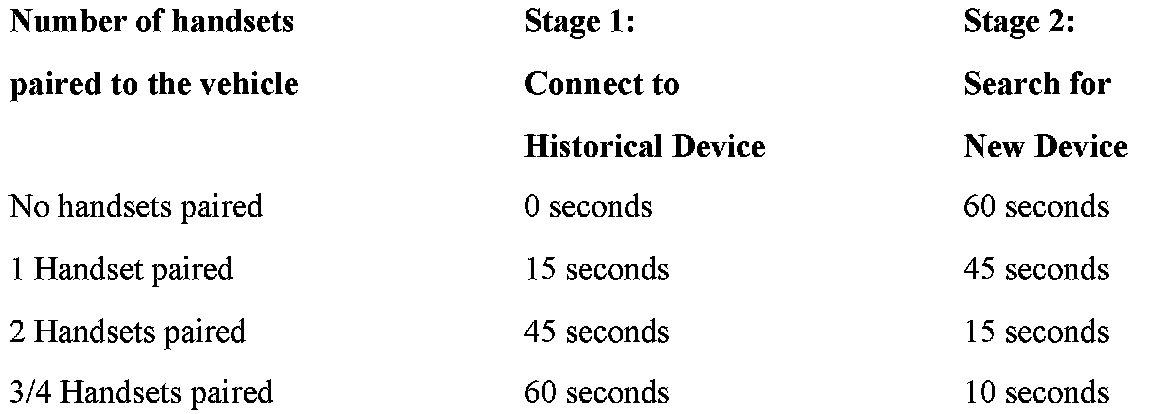 Number of handsets Stage 1: Stage 2:
paired to the vehicle Connect to Search for
Historical Device New Device
No handsets paired 0 seconds 60 seconds
1 Handset paired 15 seconds 45 seconds
2 Handsets paired 45 seconds 15 seconds
3/4 Handsets paired 60 seconds 10 seconds